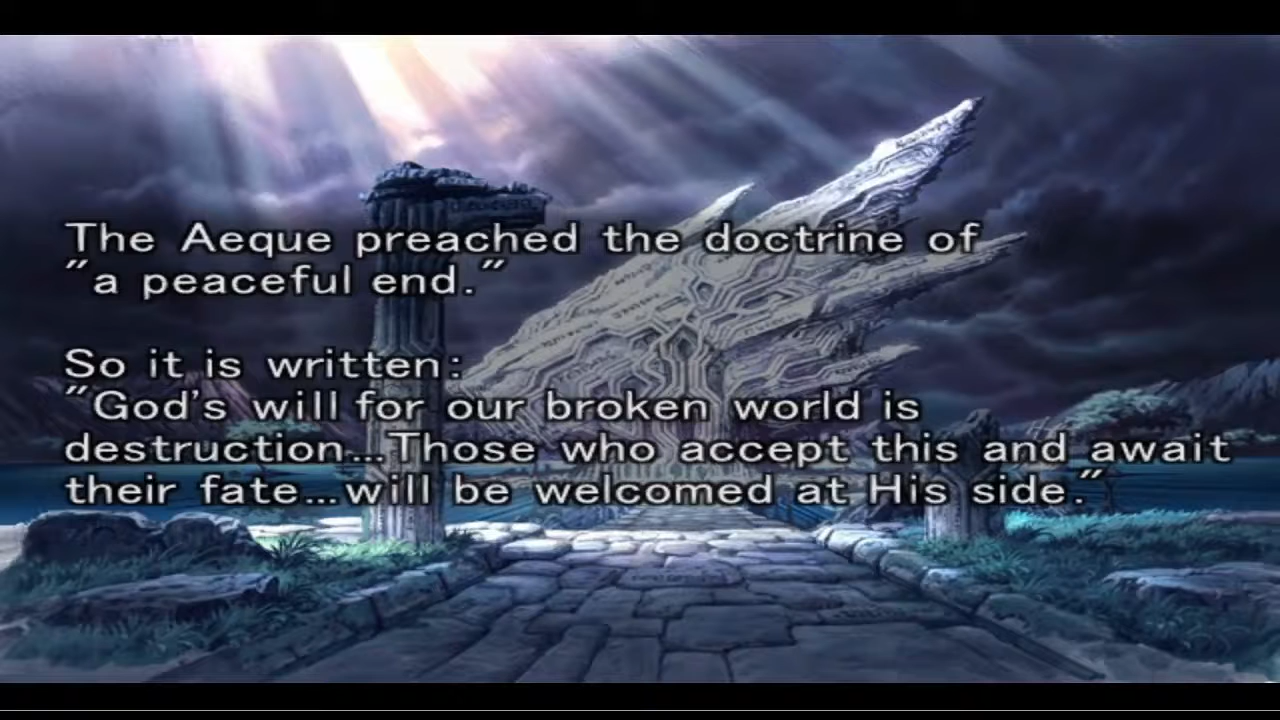 The Aeque preached the doctrine of
"a peaceful end."
So it is written:
"God's will for our broken world is
destruction...Those who accept this and await
their fate...will be welcomed at His side."